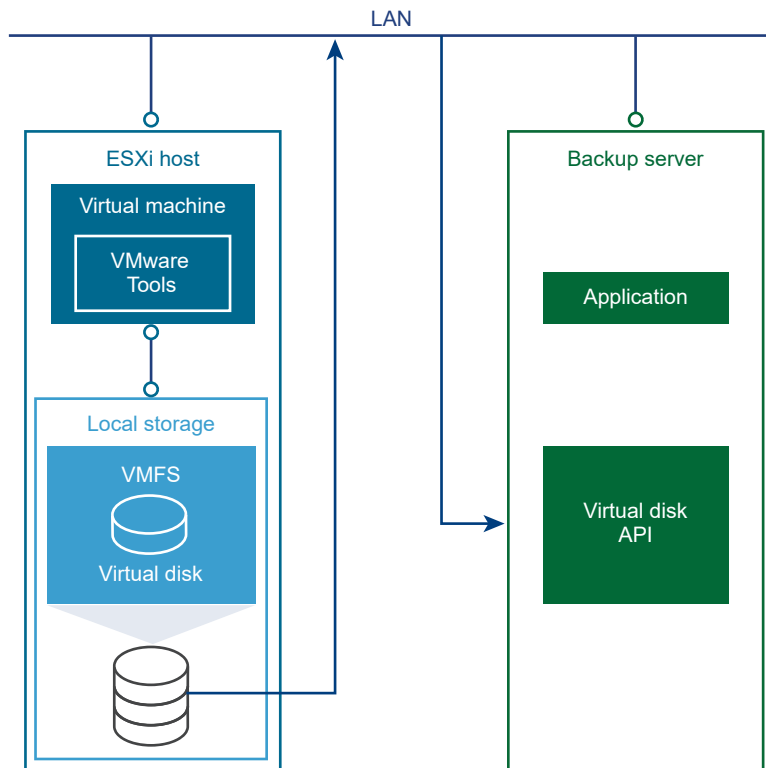 LAN
ESXi host
Virtual machine
VMware
Tools
Local storage
VMFS
Virtual disk
Backup server
Application
Virtual disk
API